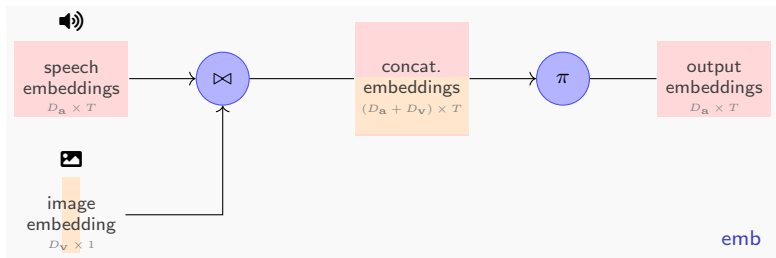 speech
embeddings
D_a × T
⋈
concat.
embeddings
(D_a + D_v) × T
π
output
embeddings
D_a × T
image
embedding
D_v × 1
emb